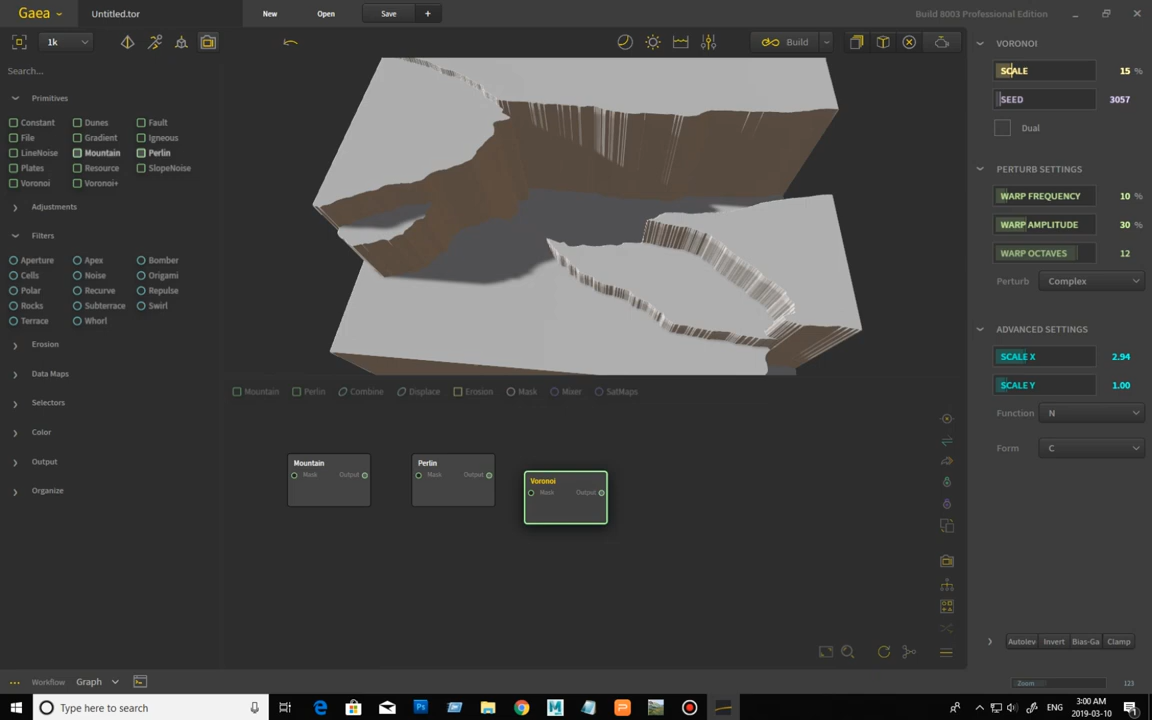 Gaea
Untitled.tor
New
Open
Save
+
Build 8003 Professional Edition
1k
Build
Search...
Primitives
Constant
Dunes
Fault
File
Gradient
Igneous
LineNoise
Mountain
Perlin
Plates
Resource
SlopeNoise
Voronoi
Voronoi+
Adjustments
Filters
Aperture
Apex
Bomber
Cells
Noise
Origami
Polar
Recurve
Repulse
Rocks
Subterrace
Swirl
Terrace
Whorl
Erosion
Data Maps
Selectors
Color
Output
Organize
Mountain
Perlin
Combine
Displace
Erosion
Mask
Mixer
SatMaps
Mountain
Mask
Output
Perlin
Mask
Output
Voronoi
Mask
Output
VORONOI
SCALE 15 %
SEED 3057
Dual
PERTURB SETTINGS
WARP FREQUENCY 10 %
WARP AMPLITUDE 30 %
WARP OCTAVES 12
Perturb Complex
ADVANCED SETTINGS
SCALE X 2.94
SCALE Y 1.00
Function N
Form C
Autolev Invert Bias-Ga Clamp
Zoom 123
... Workflow Graph
Type here to search
ENG
3:00 AM
2019-03-10
1